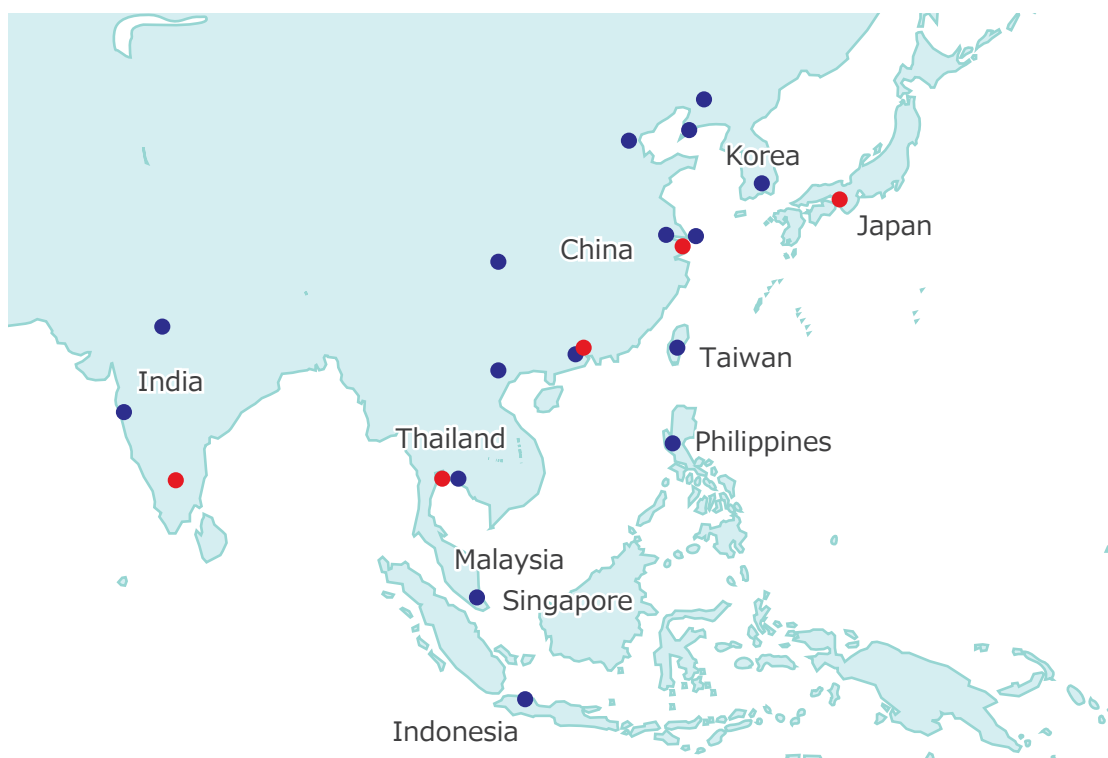 Korea
Japan
China
Taiwan
India
Thailand
Philippines
Malaysia
Singapore
Indonesia